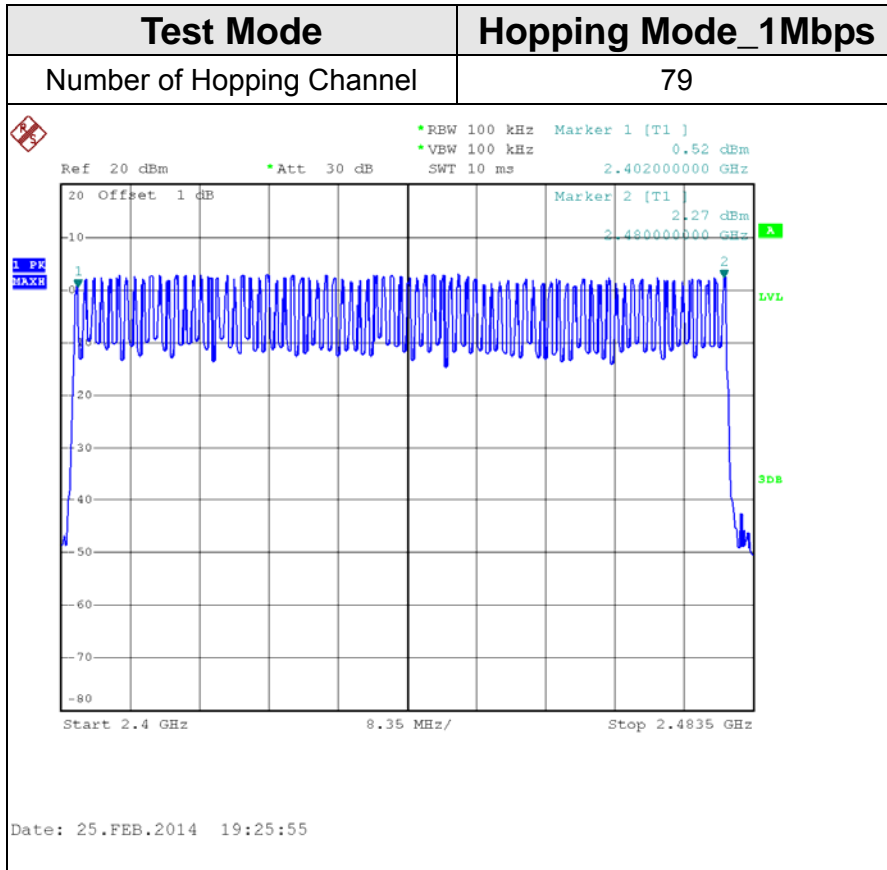 Test Mode Hopping Mode_1Mbps
Number of Hopping Channel 79
R S
*RBW 100 kHz Marker 1 [T1 ]
*VBW 100 kHz 0.52 dBm
Ref 20 dBm *Att 30 dB SWT 10 ms 2.402000000 GHz
20 Offset 1 dB Marker 2 [T1 ]
2.27 dBm
2.480000000 GHz
A
10
1 PK
MAXH
1
2
0
LVL
20
-30
3DB
-40
-50
-60
-70
-80
Start 2.4 GHz 8.35 MHz/ Stop 2.4835 GHz
Date: 25.FEB.2014 19:25:55